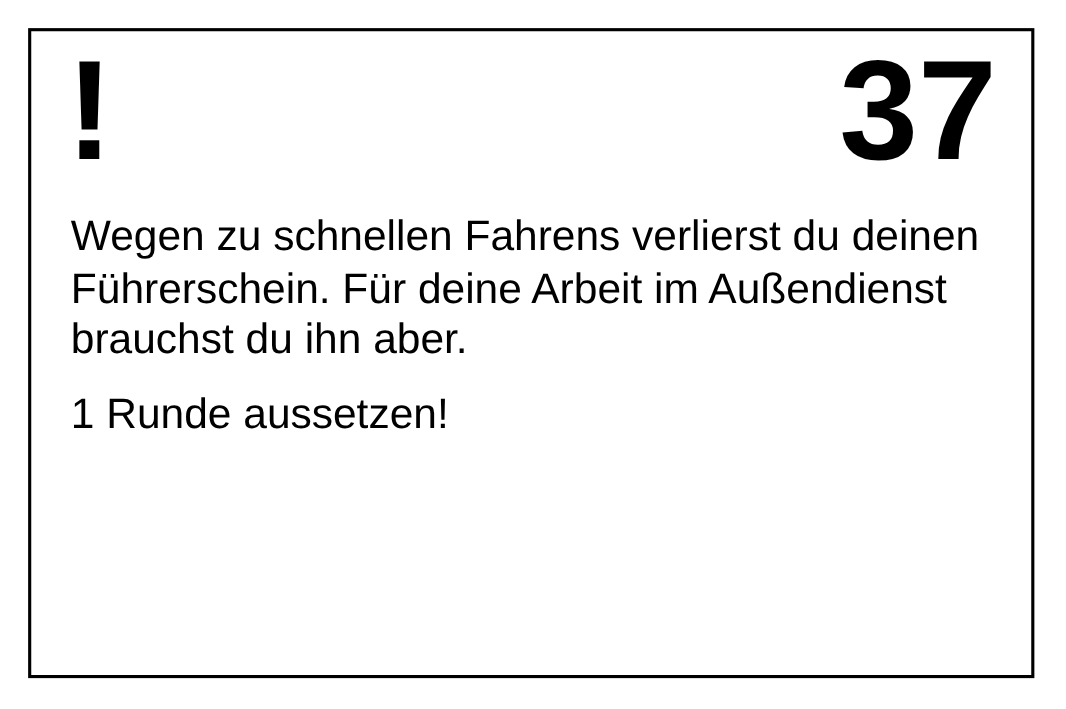 ! 37
Wegen zu schnellen Fahrens verlierst du deinen
Führerschein. Für deine Arbeit im Außendienst
brauchst du ihn aber.
1 Runde aussetzen!